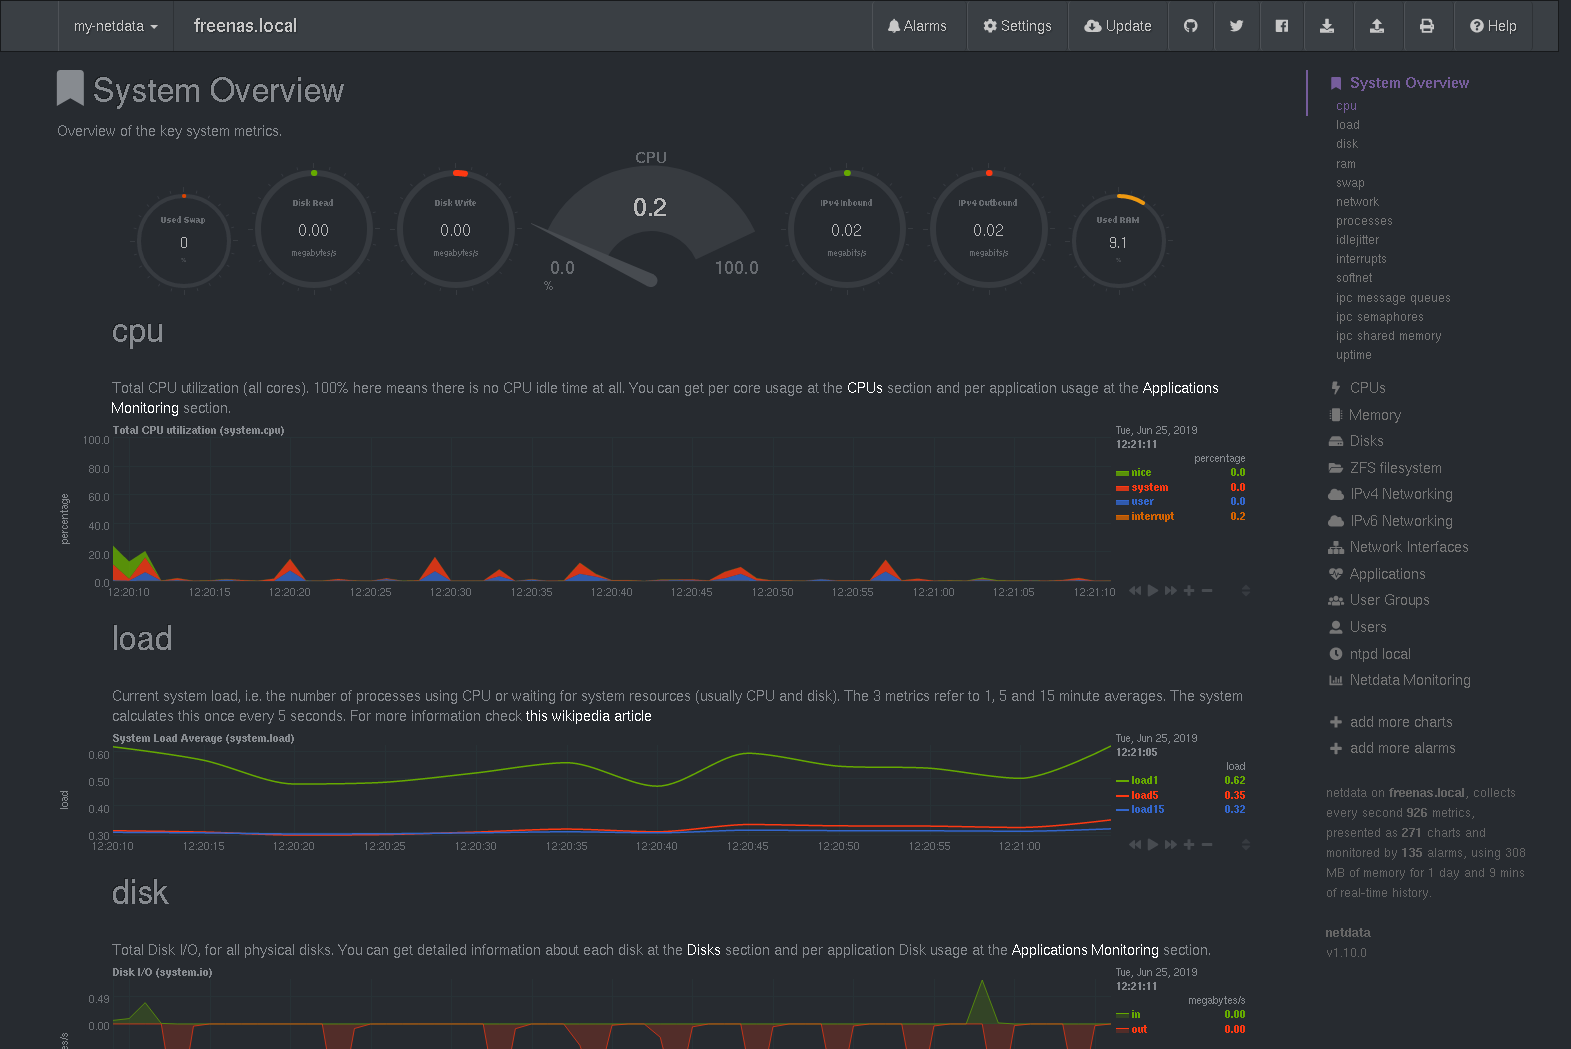 my-netdata
freenas.local
Alarms
Settings
Update
Help
System Overview
Overview of the key system metrics.
CPU
Used Swap
0
%
Disk Read
0.00
megabytes/s
Disk Write
0.00
megabytes/s
0.2
0.0
100.0
%
IPv4 Inbound
0.02
megabits/s
IPv4 Outbound
0.02
megabits/s
Used RAM
9.1
%
cpu
Total CPU utilization (all cores). 100% here means there is no CPU idle time at all. You can get per core usage at the CPUs section and per application usage at the Applications
Monitoring section.
Total CPU utilization (system.cpu)
percentage
100.0
80.0
60.0
40.0
20.0
0.0
12:20:10 12:20:15 12:20:20 12:20:25 12:20:30 12:20:35 12:20:40 12:20:45 12:20:50 12:20:55 12:21:00 12:21:05 12:21:10
Tue, Jun 25, 2019
12:21:11
percentage
nice 0.0
system 0.0
user 0.0
interrupt 0.2
load
Current system load, i.e. the number of processes using CPU or waiting for system resources (usually CPU and disk). The 3 metrics refer to 1, 5 and 15 minute averages. The system
calculates this once every 5 seconds. For more information check this wikipedia article
System Load Average (system.load)
load
0.60
0.50
0.40
0.30
12:20:10 12:20:15 12:20:20 12:20:25 12:20:30 12:20:35 12:20:40 12:20:45 12:20:50 12:20:55 12:21:00
Tue, Jun 25, 2019
12:21:05
load
load1 0.62
load5 0.35
load15 0.32
disk
Total Disk I/O, for all physical disks. You can get detailed information about each disk at the Disks section and per application Disk usage at the Applications Monitoring section.
Disk I/O (system.io)
es/s
0.49
0.00
Tue, Jun 25, 2019
12:21:11
megabytes/s
in 0.00
out 0.00
System Overview
cpu
load
disk
ram
swap
network
processes
idlejitter
interrupts
softnet
ipc message queues
ipc semaphores
ipc shared memory
uptime
CPUs
Memory
Disks
ZFS filesystem
IPv4 Networking
IPv6 Networking
Network Interfaces
Applications
User Groups
Users
ntpd local
Netdata Monitoring
add more charts
add more alarms
netdata on freenas.local, collects
every second 926 metrics,
presented as 271 charts and
monitored by 135 alarms, using 308
MB of memory for 1 day and 9 mins
of real-time history.
netdata
v1.10.0